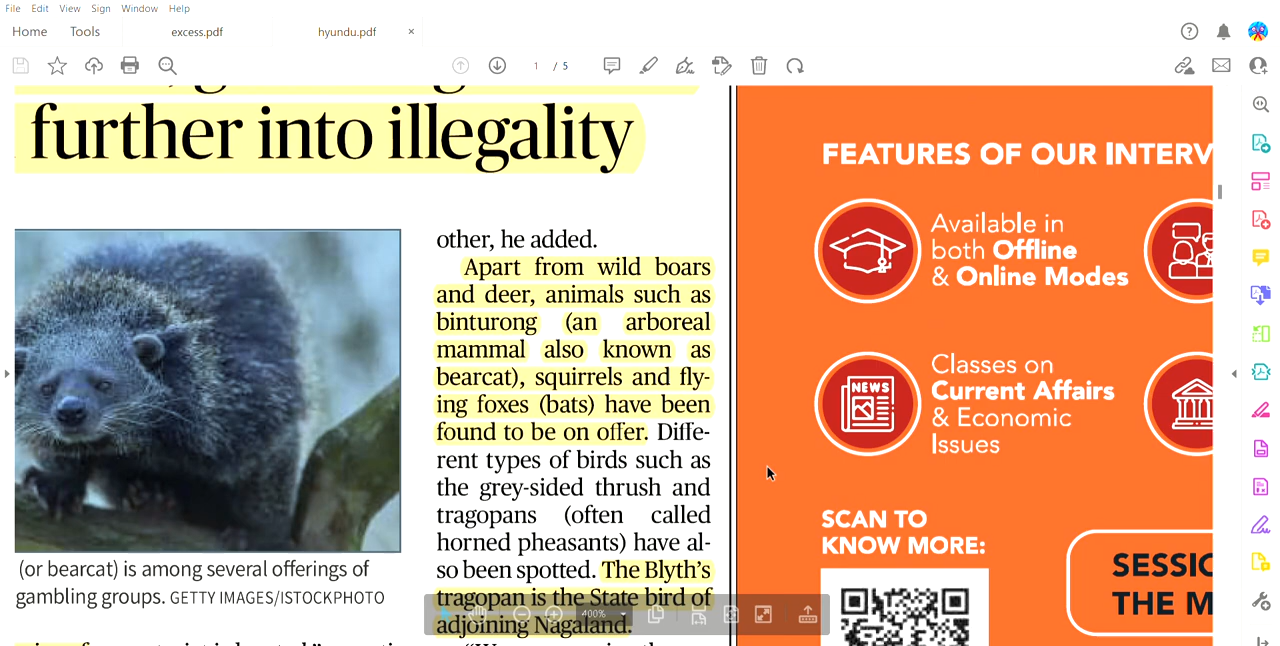 File Edit View Sign Window Help
Home Tools excess.pdf hyundu.pdf ×
1 / 5
further into illegality
(or bearcat) is among several offerings of
gambling groups. GETTY IMAGES/ISTOCKPHOTO
other, he added.
Apart from wild boars
and deer, animals such as
binturong (an arboreal
mammal also known as
bearcat), squirrels and fly-
ing foxes (bats) have been
found to be on offer. Diffe-
rent types of birds such as
the grey-sided thrush and
tragopans (often called
horned pheasants) have al-
so been spotted. The Blyth's
tragopan is the State bird of
adjoining Nagaland.
400%
FEATURES OF OUR INTERV
Available in
both Offline
& Online Modes
NEWS
Classes on
Current Affairs
& Economic
Issues
SCAN TO
KNOW MORE:
SESSIO
THE M